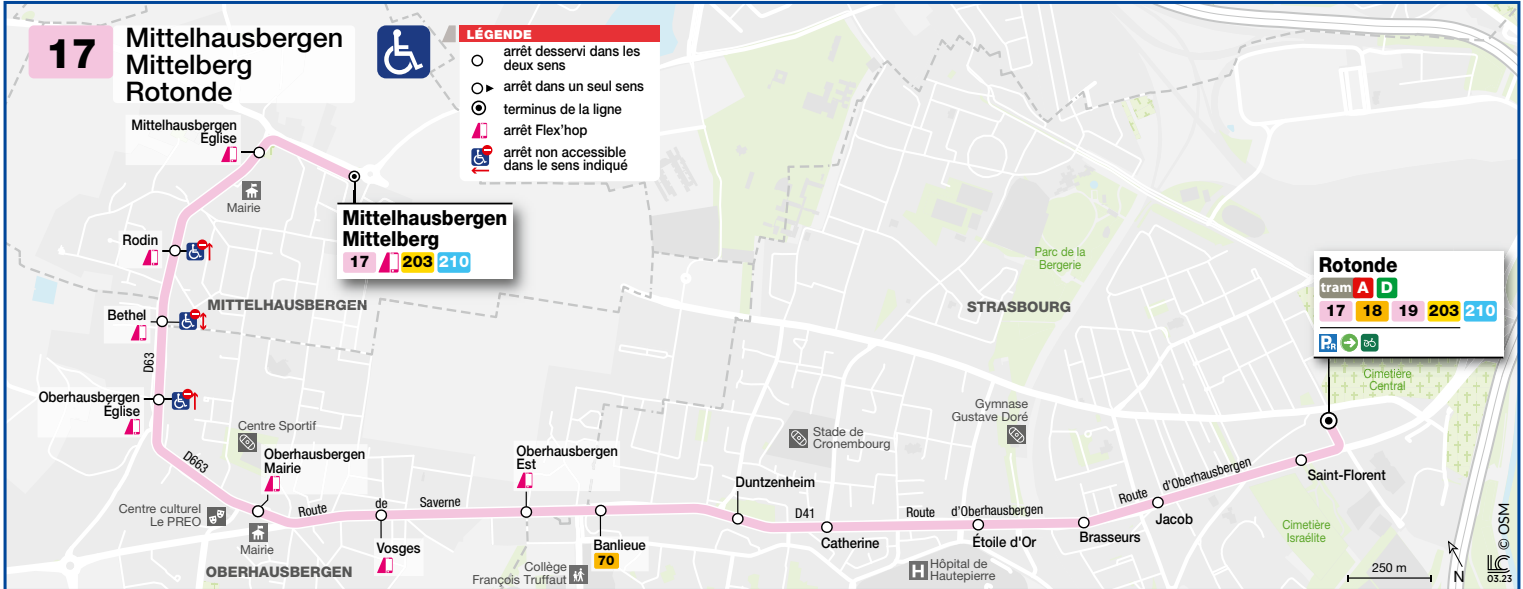 17
Mittelhausbergen
Mittelberg
Rotonde
LÉGENDE
arrêt desservi dans les
deux sens
arrêt dans un seul sens
terminus de la ligne
arrêt Flex'hop
arrêt non accessible
dans le sens indiqué
Mittelhausbergen
Église
Mairie
Mittelhausbergen
Mittelberg
17 203 210
Rodin
MITTELHAUSBERGEN
Bethel
D63
Oberhausbergen
Église
D663
Centre Sportif
Oberhausbergen
Mairie
Centre culturel
Le PREO
Mairie
OBERHAUSBERGEN
Route de Saverne
Vosges
Oberhausbergen
Est
Banlieue
70
Collège
François Truffaut
Duntzenheim
Stade de
Cronembourg
D41
Catherine
Route d'Oberhausbergen
Étoile d'Or
Hôpital de
Hautepierre
H
Gymnase
Gustave Doré
Parc de la
Bergerie
STRASBOURG
Brasseurs
Jacob
Route d'Oberhausbergen
Saint-Florent
Rotonde
tram A D
17 18 19 203 210
P+R
Cimetière
Central
Cimetière
Israélite
250 m
N
© OSM
LC
03.23